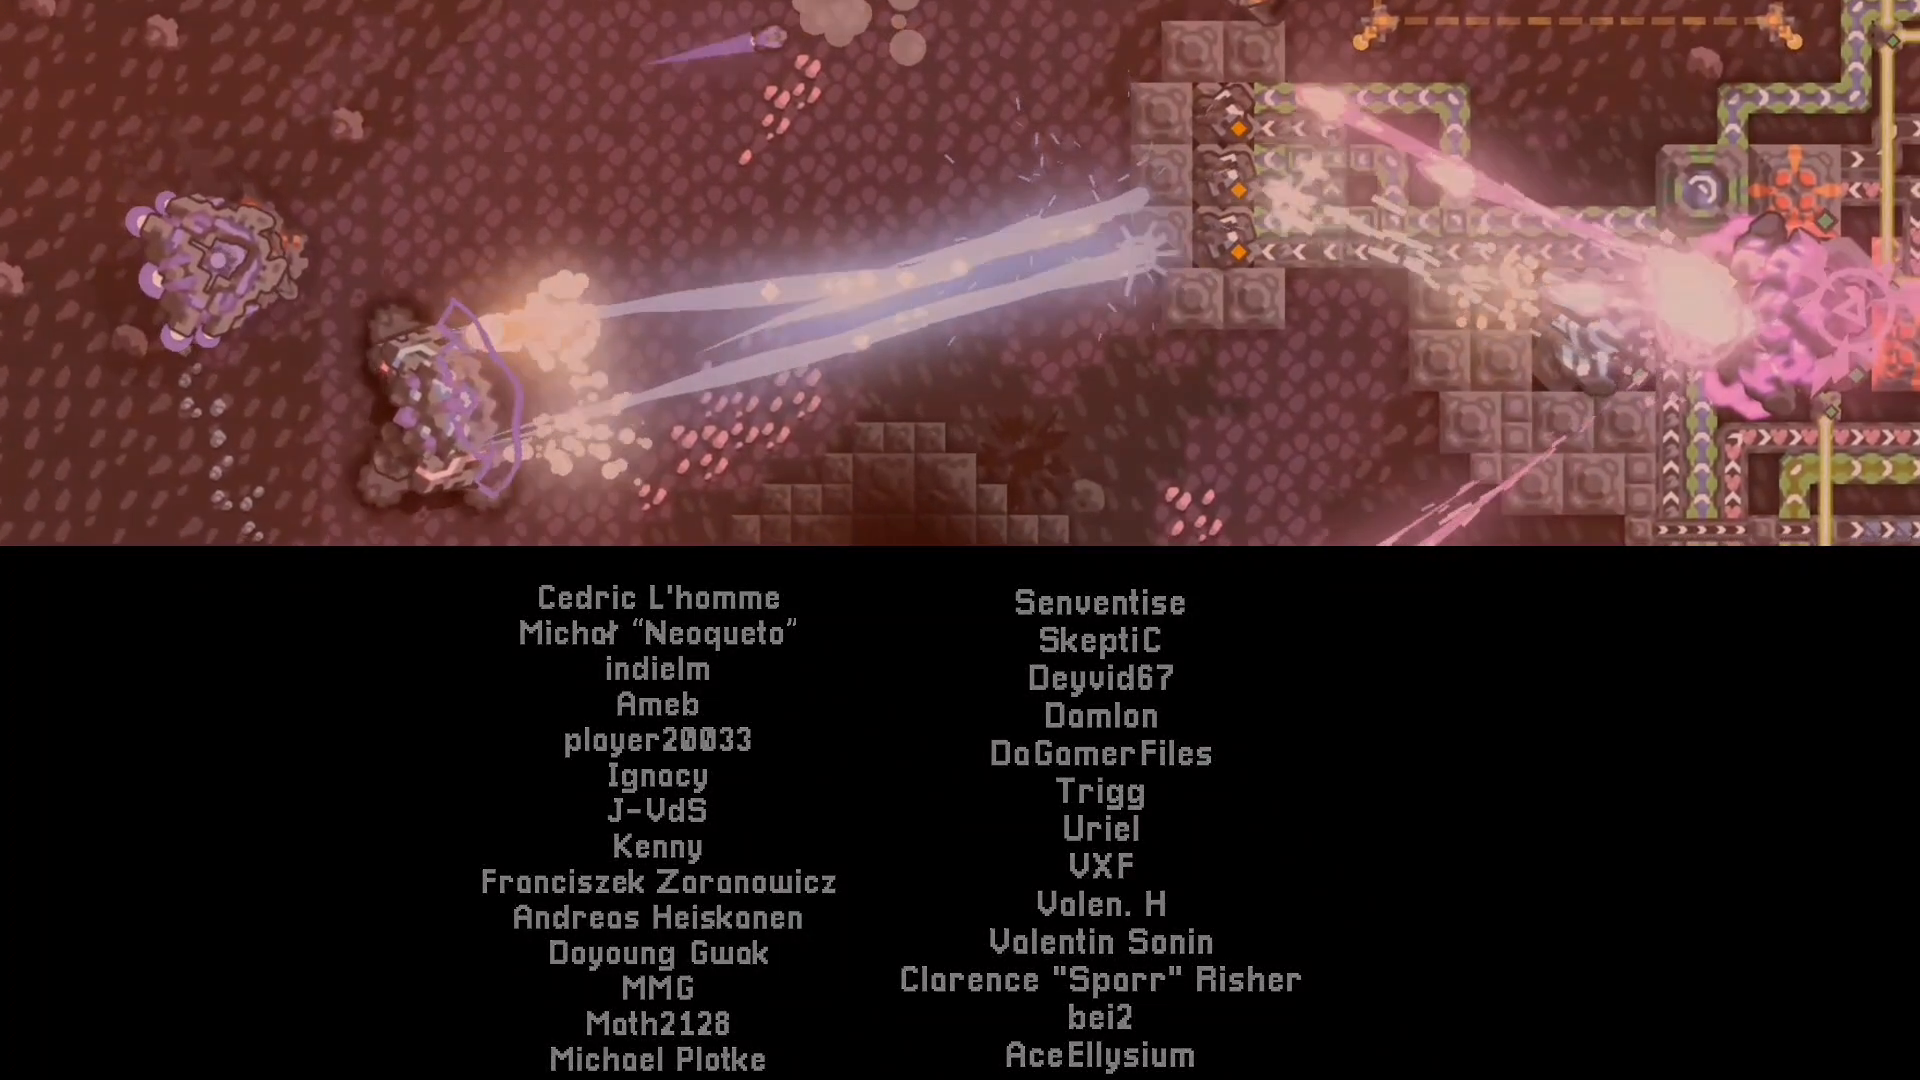 Cedric L'homme
Michał “Neoqueto”
indielm
Ameb
player20033
Ignacy
J-VdS
Kenny
Franciszek Zaranowicz
Andreas Heiskanen
Doyoung Gwak
MMG
Math2128
Michael Plotke
Senventise
SkeptiC
Deyvid67
Damlon
DaGamerFiles
Trigg
Uriel
VXF
Valen. H
Valentin Sonin
Clarence "Sparr" Risher
bei2
AceEllysium